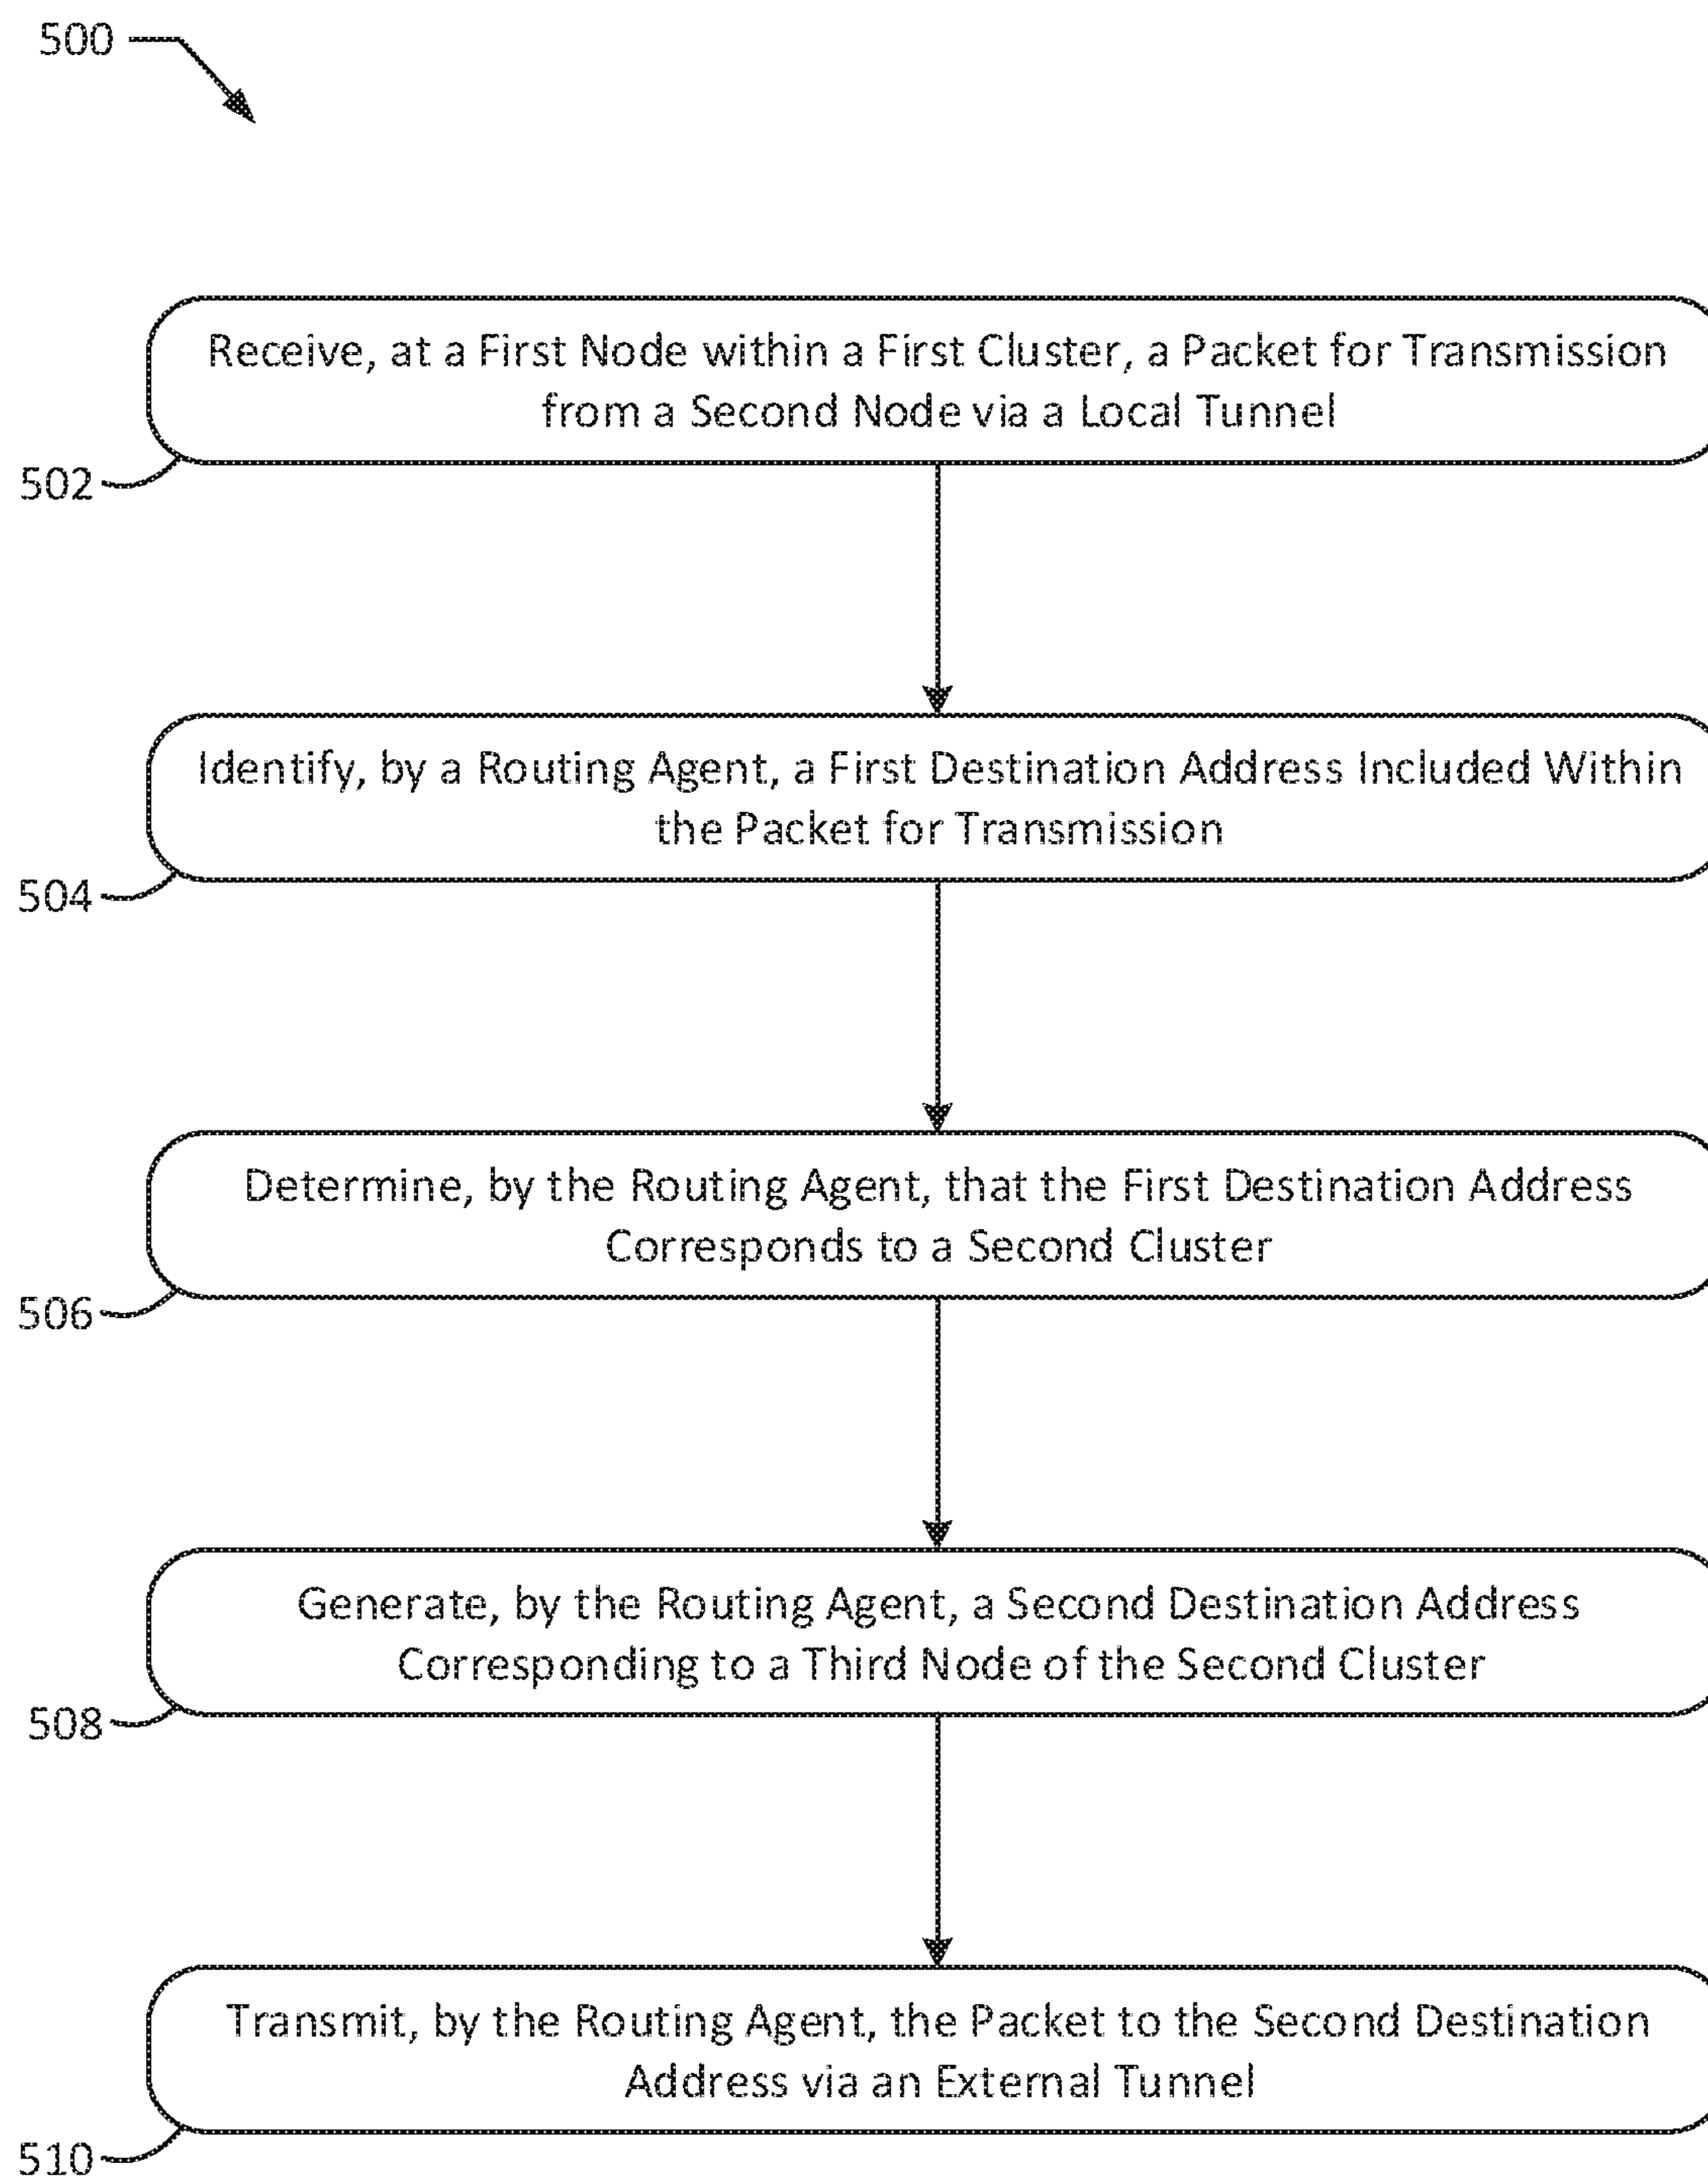 500
Receive, at a First Node within a First Cluster, a Packet for Transmission
from a Second Node via a Local Tunnel
502
Identify, by a Routing Agent, a First Destination Address Included Within
the Packet for Transmission
504
Determine, by the Routing Agent, that the First Destination Address
Corresponds to a Second Cluster
506
Generate, by the Routing Agent, a Second Destination Address
Corresponding to a Third Node of the Second Cluster
508
Transmit, by the Routing Agent, the Packet to the Second Destination
Address via an External Tunnel
510